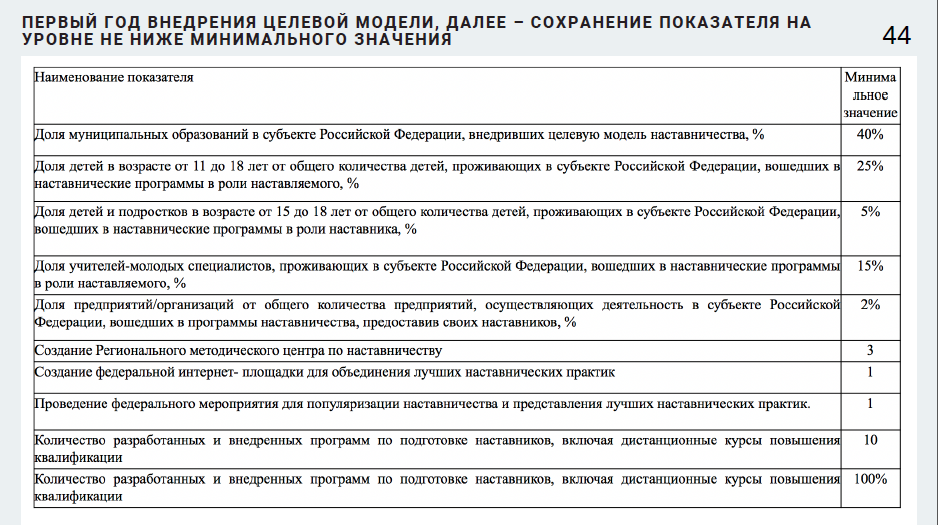 ПЕРВЫЙ ГОД ВНЕДРЕНИЯ ЦЕЛЕВОЙ МОДЕЛИ, ДАЛЕЕ – СОХРАНЕНИЕ ПОКАЗАТЕЛЯ НА
УРОВНЕ НЕ НИЖЕ МИНИМАЛЬНОГО ЗНАЧЕНИЯ
44
Наименование показателя
Минима
льное
значение
Доля муниципальных образований в субъекте Российской Федерации, внедривших целевую модель наставничества, %
40%
Доля детей в возрасте от 11 до 18 лет от общего количества детей, проживающих в субъекте Российской Федерации, вошедших в
наставнические программы в роли наставляемого, %
25%
Доля детей и подростков в возрасте от 15 до 18 лет от общего количества детей, проживающих в субъекте Российской Федерации,
вошедших в наставнические программы в роли наставника, %
5%
Доля учителей-молодых специалистов, проживающих в субъекте Российской Федерации, вошедших в наставнические программы
в роли наставляемого, %
15%
Доля предприятий/организаций от общего количества предприятий, осуществляющих деятельность в субъекте Российской
Федерации, вошедших в программы наставничества, предоставив своих наставников, %
2%
Создание Регионального методического центра по наставничеству
3
Создание федеральной интернет- площадки для объединения лучших наставнических практик
1
Проведение федерального мероприятия для популяризации наставничества и представления лучших наставнических практик.
1
Количество разработанных и внедренных программ по подготовке наставников, включая дистанционные курсы повышения
квалификации
10
Количество разработанных и внедренных программ по подготовке наставников, включая дистанционные курсы повышения
квалификации
100%